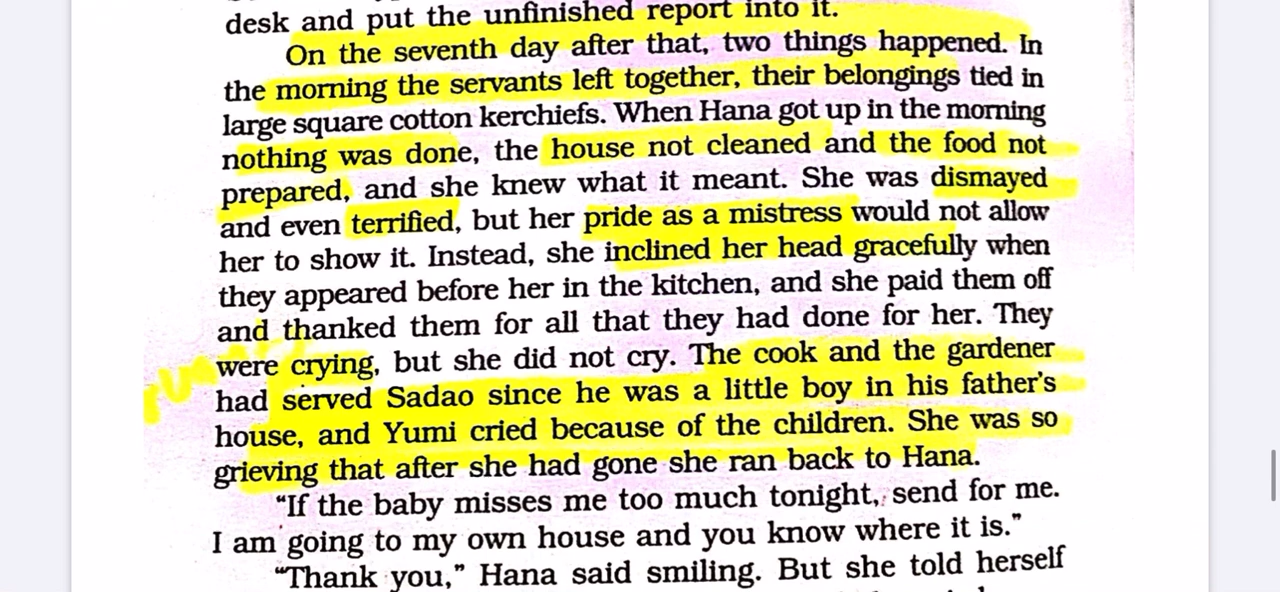 desk and put the unfinished report into it.
On the seventh day after that, two things happened. In
the morning the servants left together, their belongings tied in
large square cotton kerchiefs. When Hana got up in the morning
nothing was done, the house not cleaned and the food not
prepared, and she knew what it meant. She was dismayed
and even terrified, but her pride as a mistress would not allow
her to show it. Instead, she inclined her head gracefully when
they appeared before her in the kitchen, and she paid them off
and thanked them for all that they had done for her. They
were crying, but she did not cry. The cook and the gardener
had served Sadao since he was a little boy in his father's
house, and Yumi cried because of the children. She was so
grieving that after she had gone she ran back to Hana.
“If the baby misses me too much tonight, send for me.
I am going to my own house and you know where it is.”
“Thank you,” Hana said smiling. But she told herself